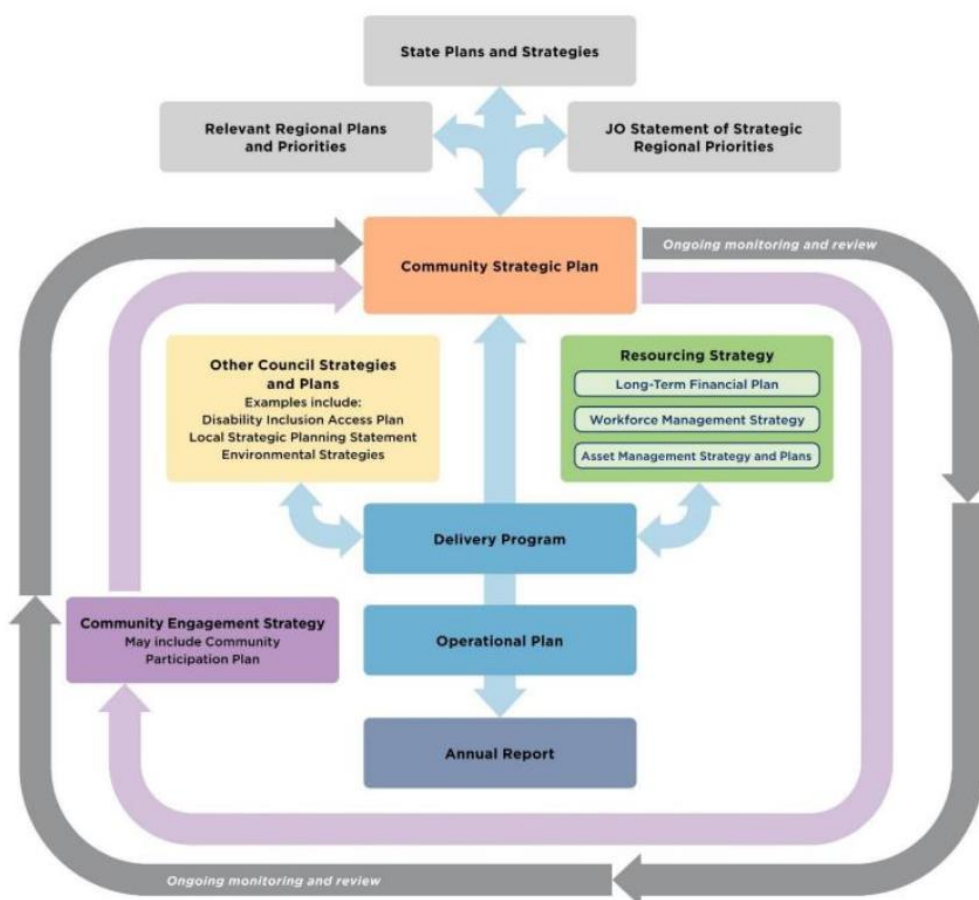 State Plans and Strategies
Relevant Regional Plans
and Priorities
JO Statement of Strategic
Regional Priorities
Ongoing monitoring and review
Community Strategic Plan
Other Council Strategies
and Plans
Examples include:
Disability Inclusion Access Plan
Local Strategic Planning Statement
Environmental Strategies
Resourcing Strategy
Long-Term Financial Plan
Workforce Management Strategy
Asset Management Strategy and Plans
Delivery Program
Community Engagement Strategy
May include Community
Participation Plan
Operational Plan
Annual Report
Ongoing monitoring and review